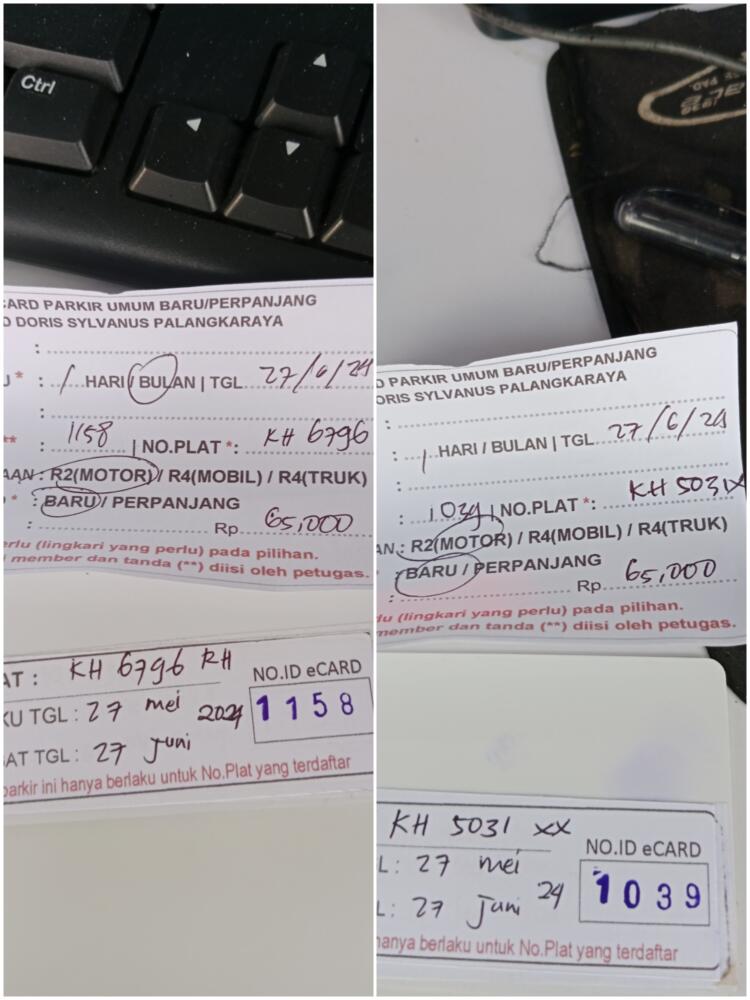 Ctrl
CARD PARKIR UMUM BARU/PERPANJANG
D DORIS SYLVANUS PALANGKARAYA
:
* : 1 HARI / BULAN | TGL 27/6/24
:
** 1158 | NO.PLAT *: KH 6796
AAN : R2(MOTOR) / R4(MOBIL) / R4(TRUK)
* : BARU / PERPANJANG
: Rp 65,000
erlu (lingkari yang perlu) pada pilihan.
member dan tanda (**) diisi oleh petugas.
AT : KH 6796 RH
KU TGL : 27 mei 2024
AT TGL : 27 juni
NO.ID eCARD
1158
parkir ini hanya berlaku untuk No.Plat yang terdaftar
PAD
D PARKIR UMUM BARU/PERPANJANG
ORIS SYLVANUS PALANGKARAYA
:
: 1 HARI / BULAN | TGL 27/6/24
:
: 1039 | NO.PLAT *: KH 5031X
AN : R2(MOTOR) / R4(MOBIL) / R4(TRUK)
: BARU / PERPANJANG
: Rp. 65,000
lu (lingkari yang perlu) pada pilihan.
member dan tanda (**) diisi oleh petugas.
KH 5031 XX
L : 27 mei
L : 27 juni 24
NO.ID eCARD
1039
hanya berlaku untuk No.Plat yang terdaftar